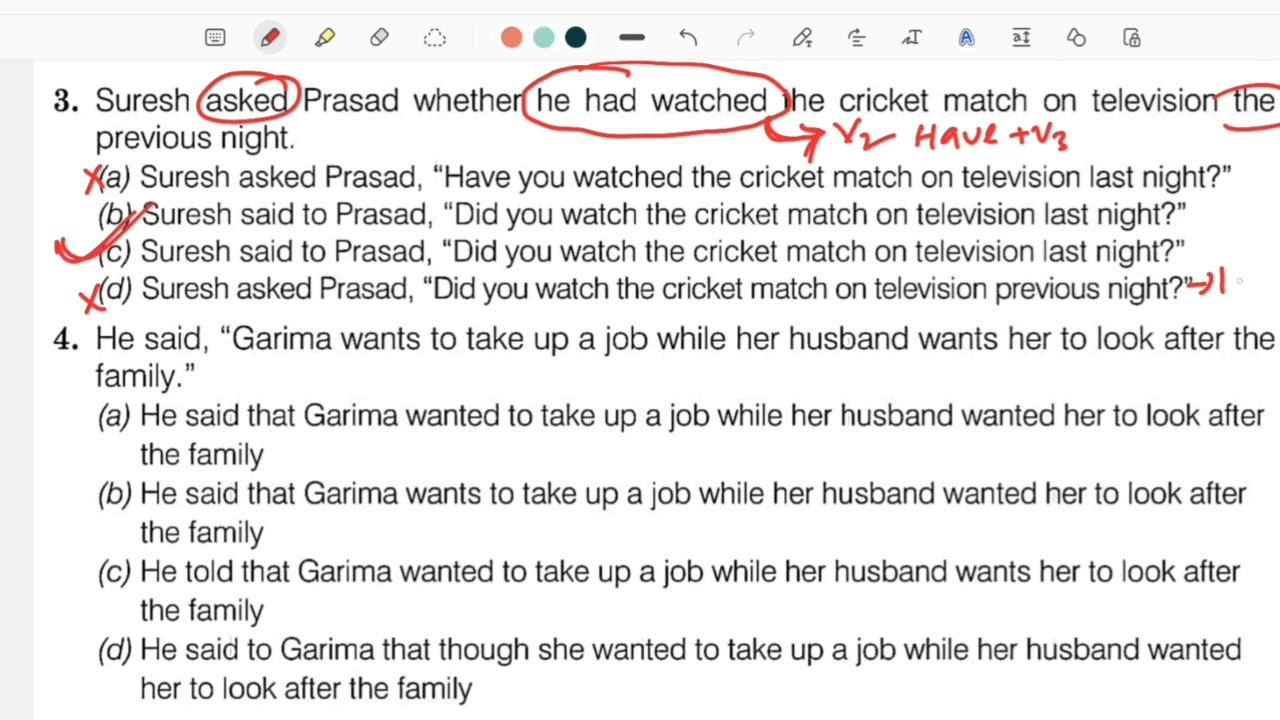 3. Suresh asked Prasad whether he had watched the cricket match on television the
previous night.
V2 Have + V3
(a) Suresh asked Prasad, “Have you watched the cricket match on television last night?”
(b) Suresh said to Prasad, “Did you watch the cricket match on television last night?”
(c) Suresh said to Prasad, “Did you watch the cricket match on television last night?”
(d) Suresh asked Prasad, “Did you watch the cricket match on television previous night?”
4. He said, “Garima wants to take up a job while her husband wants her to look after the
family.”
(a) He said that Garima wanted to take up a job while her husband wanted her to look after
the family
(b) He said that Garima wants to take up a job while her husband wanted her to look after
the family
(c) He told that Garima wanted to take up a job while her husband wants her to look after
the family
(d) He said to Garima that though she wanted to take up a job while her husband wanted
her to look after the family